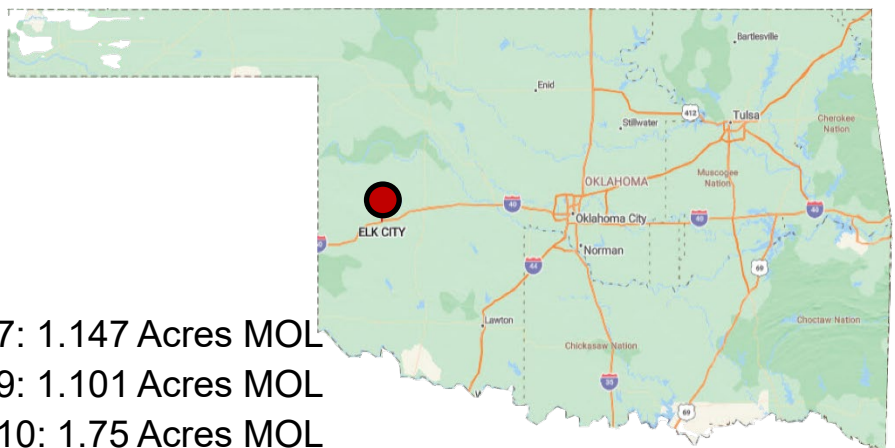 Bartlesville
Enid
412
Tulsa
Stillwater
Cherokee
Nation
OKLAHOMA
Muscogee
Nation
40
40
40
Oklahoma City
ELK CITY
Norman
44
69
Lawton
Choctaw Nation
7: 1.147 Acres MOL
Chickasaw Nation
9: 1.101 Acres MOL
35
69
10: 1.75 Acres MOL